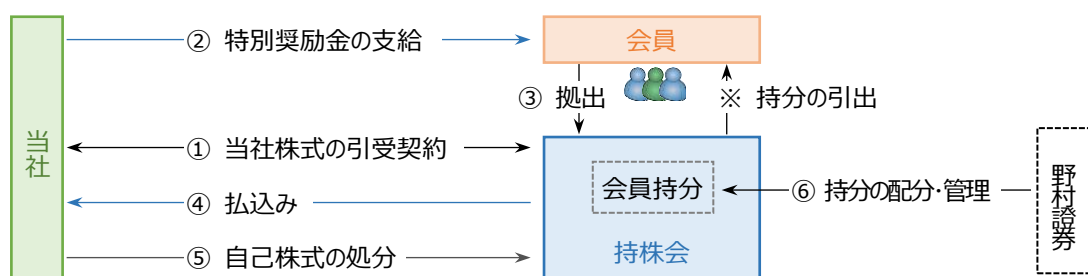 ② 特別奨励金の支給
会員
③ 拠出
※ 持分の引出
当社
① 当社株式の引受契約
会員持分
⑥ 持分の配分･管理
野村證券
④ 払込み
⑤ 自己株式の処分
持株会